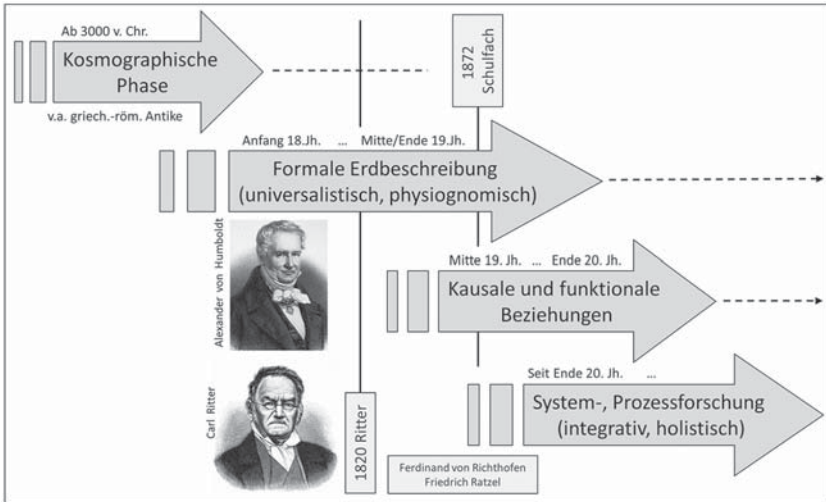 Ab 3000 v. Chr.
Kosmographische
Phase
v.a. griech.-röm. Antike
1872
Schulfach
Anfang 18.Jh. ... Mitte/Ende 19.Jh.
Formale Erdbeschreibung
(universalistisch, physiognomisch)
Alexander von Humboldt
Mitte 19. Jh. ... Ende 20. Jh.
Kausale und funktionale
Beziehungen
Carl Ritter
1820 Ritter
Seit Ende 20. Jh. ...
System-, Prozessforschung
(integrativ, holistisch)
Ferdinand von Richthofen
Friedrich Ratzel